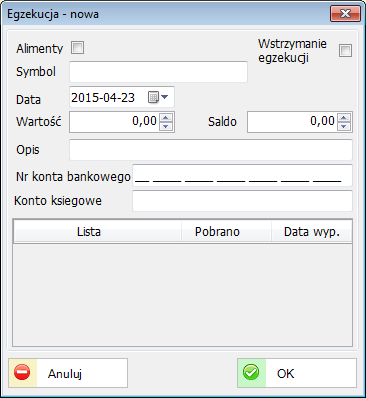 Egzekucja - nowa
Alimenty
Wstrzymanie
egzekucji
Symbol
Data 2015-04-23
Wartość 0,00 Saldo 0,00
Opis
Nr konta bankowego __ ____ ____ ____ ____ ____ ____
Konto ksiegowe
Lista Pobrano Data wyp.
Anuluj OK